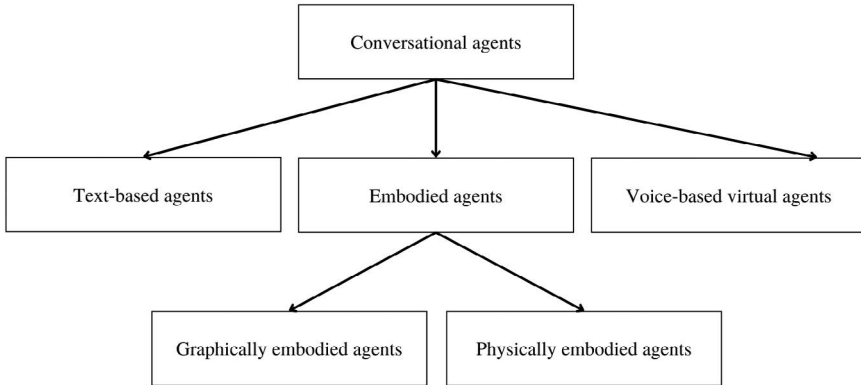 Conversational agents
Text-based agents
Embodied agents
Voice-based virtual agents
Graphically embodied agents
Physically embodied agents